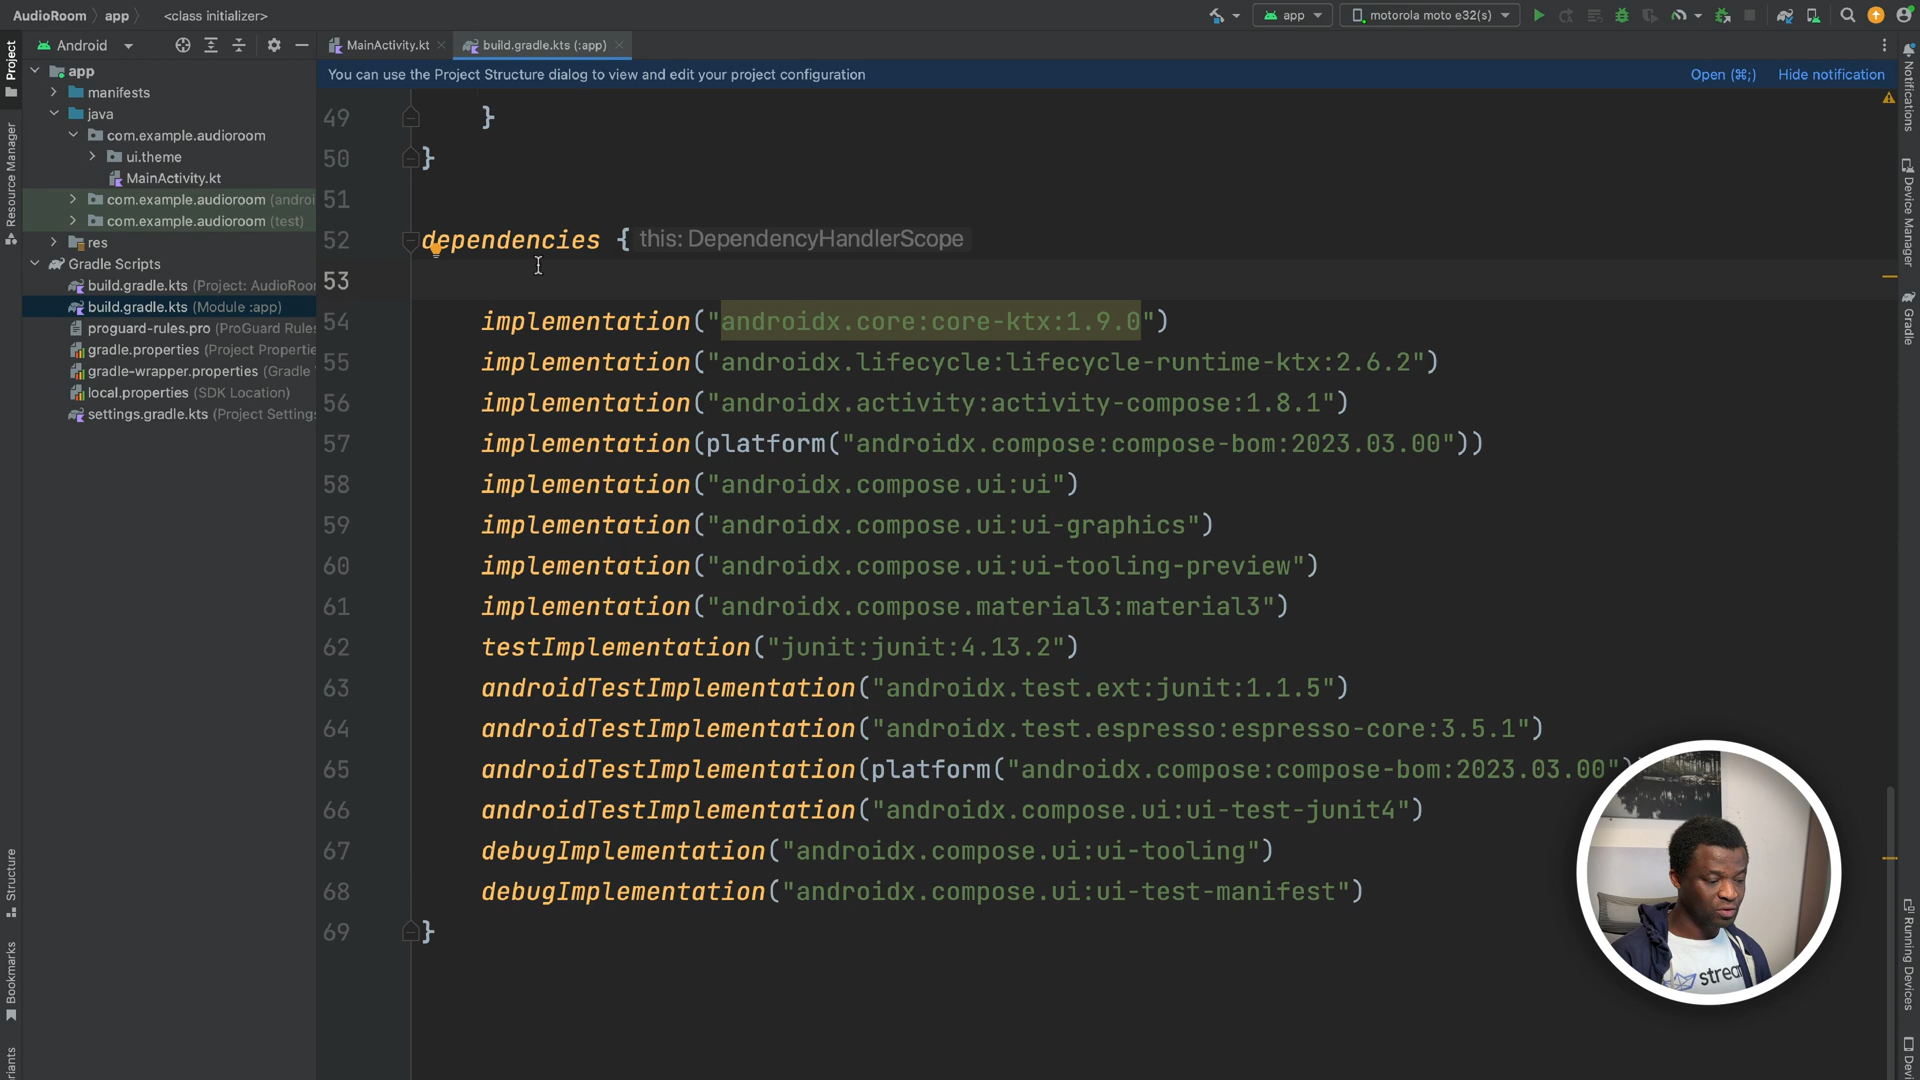 AudioRoom app <class initializer>
app motorola moto e32(s)
Project
Android
MainActivity.kt build.gradle.kts (:app)
You can use the Project Structure dialog to view and edit your project configuration Open (⌘;) Hide notification
app
manifests
java
com.example.audioroom
ui.theme
MainActivity.kt
com.example.audioroom (androi
com.example.audioroom (test)
res
Gradle Scripts
build.gradle.kts (Project: AudioRoo
build.gradle.kts (Module :app)
proguard-rules.pro (ProGuard Rules
gradle.properties (Project Propertie
gradle-wrapper.properties (Gradle
local.properties (SDK Location)
settings.gradle.kts (Project Settings
Resource Manager
Structure
Bookmarks
riants
49 }
50 }
51
52 dependencies { this: DependencyHandlerScope
53
54 implementation("androidx.core:core-ktx:1.9.0")
55 implementation("androidx.lifecycle:lifecycle-runtime-ktx:2.6.2")
56 implementation("androidx.activity:activity-compose:1.8.1")
57 implementation(platform("androidx.compose:compose-bom:2023.03.00"))
58 implementation("androidx.compose.ui:ui")
59 implementation("androidx.compose.ui:ui-graphics")
60 implementation("androidx.compose.ui:ui-tooling-preview")
61 implementation("androidx.compose.material3:material3")
62 testImplementation("junit:junit:4.13.2")
63 androidTestImplementation("androidx.test.ext:junit:1.1.5")
64 androidTestImplementation("androidx.test.espresso:espresso-core:3.5.1")
65 androidTestImplementation(platform("androidx.compose:compose-bom:2023.03.00")
66 androidTestImplementation("androidx.compose.ui:ui-test-junit4")
67 debugImplementation("androidx.compose.ui:ui-tooling")
68 debugImplementation("androidx.compose.ui:ui-test-manifest")
69 }
Notifications
Device Manager
Gradle
Running Devices
Devi
strea